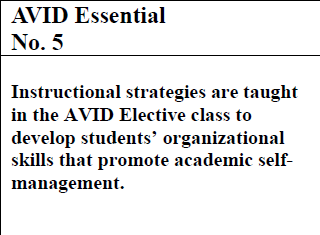 AVID Essential
No. 5
Instructional strategies are taught
in the AVID Elective class to
develop students’ organizational
skills that promote academic self-
management.